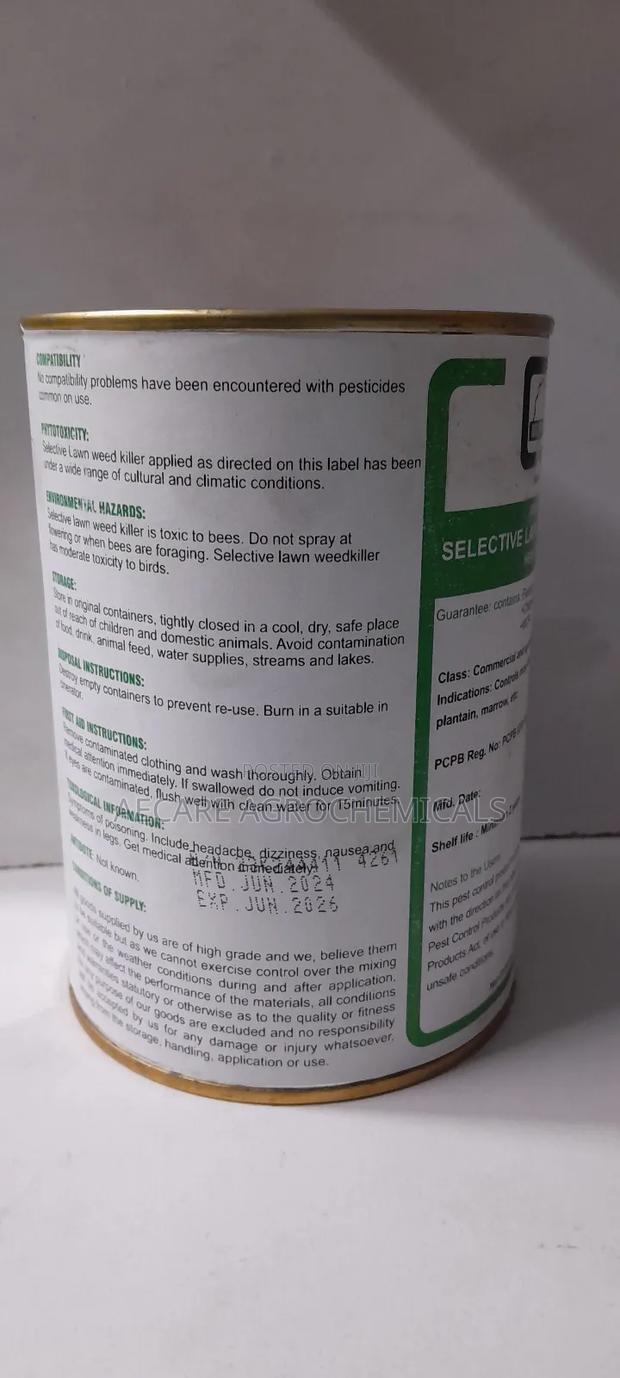 COMPATIBILITY
No compatibility problems have been encountered with pesticides
common on use.
PHYTOTOXICITY:
Selective Lawn weed killer applied as directed on this label has been
under a wide range of cultural and climatic conditions.
ENVIRONMENTAL HAZARDS:
Selective lawn weed killer is toxic to bees. Do not spray at
flowering or when bees are foraging. Selective lawn weedkiller
has moderate toxicity to birds.
STORAGE:
Store in original containers, tightly closed in a cool, dry, safe place
out of reach of children and domestic animals. Avoid contamination
of food, drink, animal feed, water supplies, streams and lakes.
DISPOSAL INSTRUCTIONS:
Destroy empty containers to prevent re-use. Burn in a suitable in
cinerator.
FIRST AID INSTRUCTIONS:
Remove contaminated clothing and wash thoroughly. Obtain
medical attention immediately. If swallowed do not induce vomiting.
If eyes are contaminated, flush well with clean water for 15minutes.
TOXICOLOGICAL INFORMATION:
Symptoms of poisoning. Include headache, dizziness, nausea and
weakness in legs. Get medical attention immediately!
ANTIDOTE Not known.
4261
MFD.JUN.2024
EXP.JUN.2026
CONDITIONS OF SUPPLY:
goods supplied by us are of high grade and we, believe them
suitable but as we cannot exercise control over the mixing
or the weather conditions during and after application,
may affect the performance of the materials, all conditions
warranties statutory or otherwise as to the quality or fitness
purpose of our goods are excluded and no responsibility
accepted by us for any damage or injury whatsoever,
from the storage, handling, application or use.
SELECTIVE
Guarantee: contains
Class: Commercial
Indications: Controls
plantain, marrow, etc
PCPB Reg. No: PCPB
Mfd. Date:
Shelf life :
Notes to the User
This pest control
with the direction
Pest Control
Products Act,
unsafe conditions.
POSTED ON JIJI
AFCARE AGROCHEMICALS